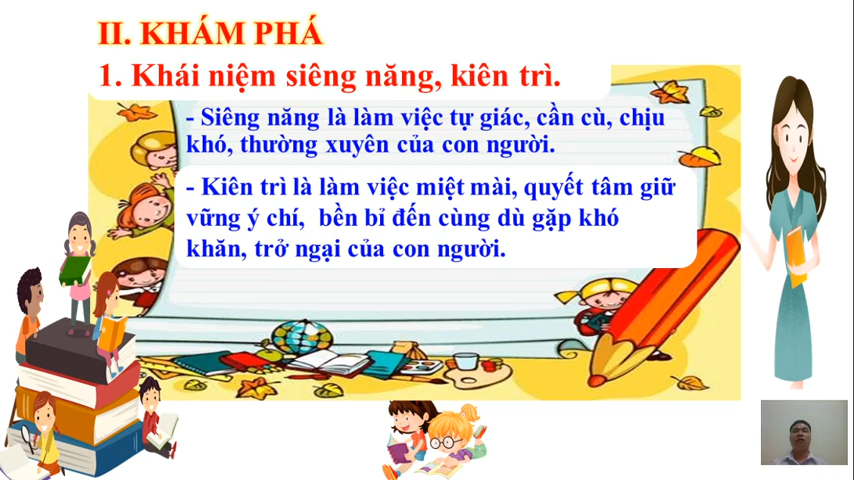 II. KHÁM PHÁ
1. Khái niệm siêng năng, kiên trì.
- Siêng năng là làm việc tự giác, cần cù, chịu
khó, thường xuyên của con người.
- Kiên trì là làm việc miệt mài, quyết tâm giữ
vững ý chí, bền bỉ đến cùng dù gặp khó
khăn, trở ngại của con người.